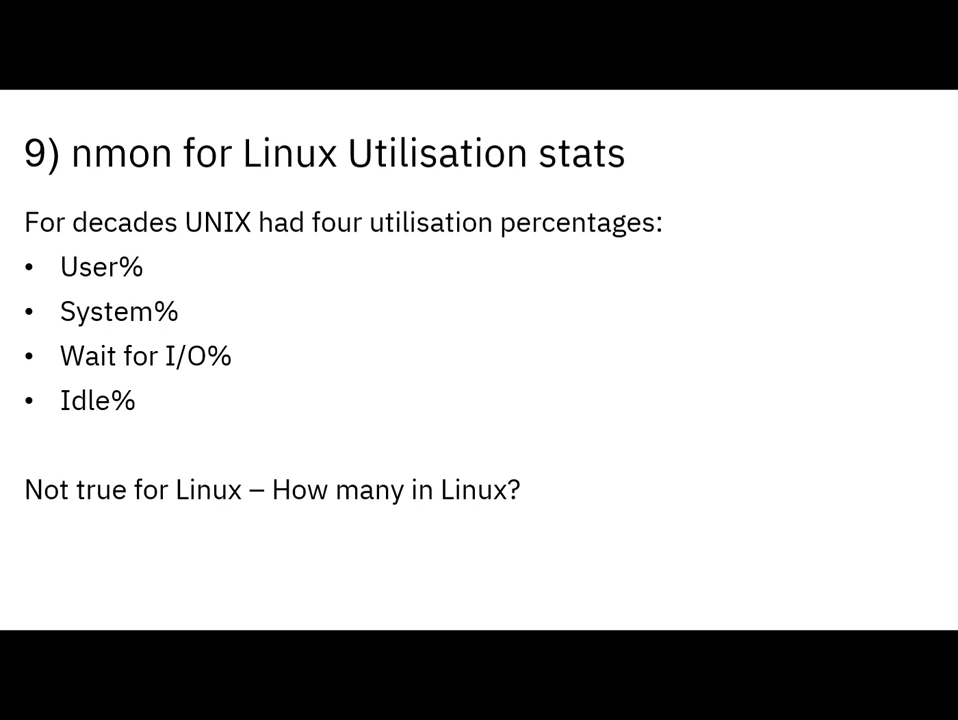 9) nmon for Linux Utilisation stats
For decades UNIX had four utilisation percentages:
• User%
• System%
• Wait for I/O%
• Idle%
Not true for Linux – How many in Linux?